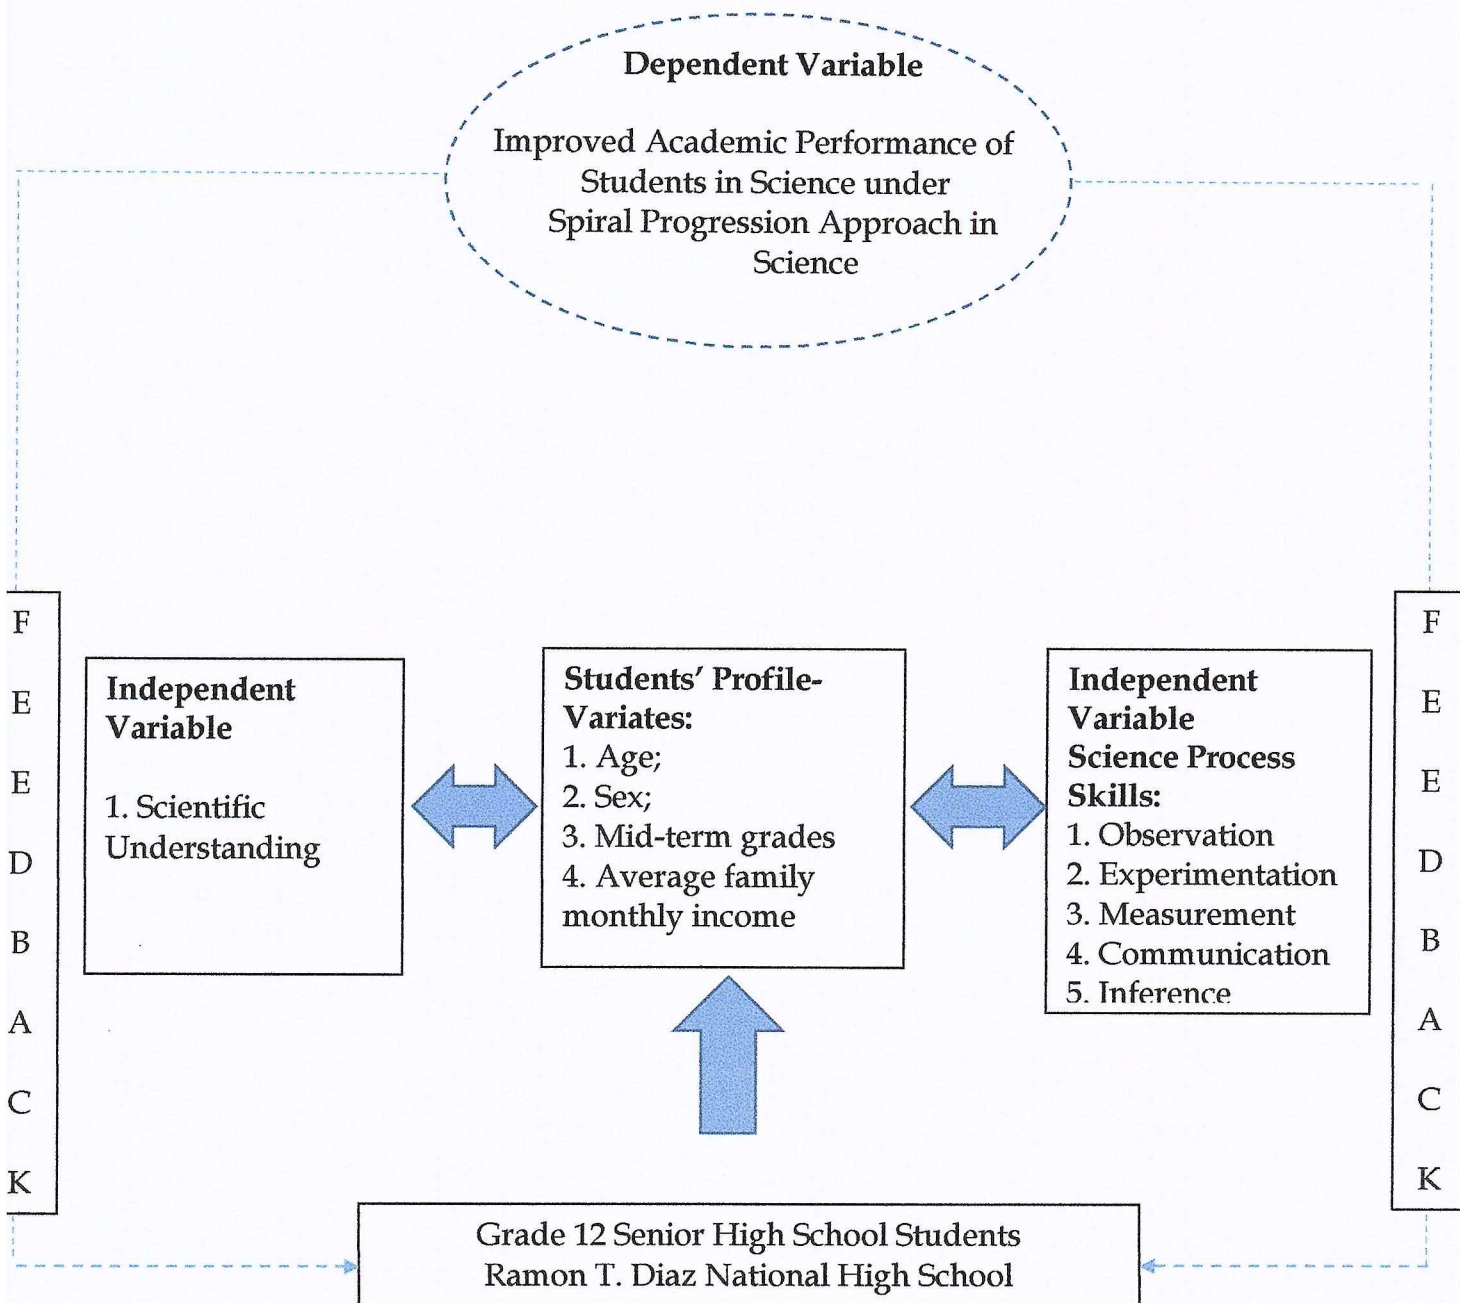 Dependent Variable
Improved Academic Performance of
Students in Science under
Spiral Progression Approach in
Science
F
E
E
D
B
A
C
K
Independent
Variable
1. Scientific
Understanding
Students’ Profile-
Variates:
1. Age;
2. Sex;
3. Mid-term grades
4. Average family
monthly income
Independent
Variable
Science Process
Skills:
1. Observation
2. Experimentation
3. Measurement
4. Communication
5. Inference
F
E
E
D
B
A
C
K
Grade 12 Senior High School Students
Ramon T. Diaz National High School